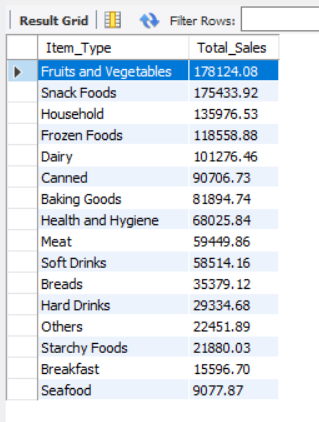 Result Grid Filter Rows:
Item_Type Total_Sales
Fruits and Vegetables 178124.08
Snack Foods 175433.92
Household 135976.53
Frozen Foods 118558.88
Dairy 101276.46
Canned 90706.73
Baking Goods 81894.74
Health and Hygiene 68025.84
Meat 59449.86
Soft Drinks 58514.16
Breads 35379.12
Hard Drinks 29334.68
Others 22451.89
Starchy Foods 21880.03
Breakfast 15596.70
Seafood 9077.87